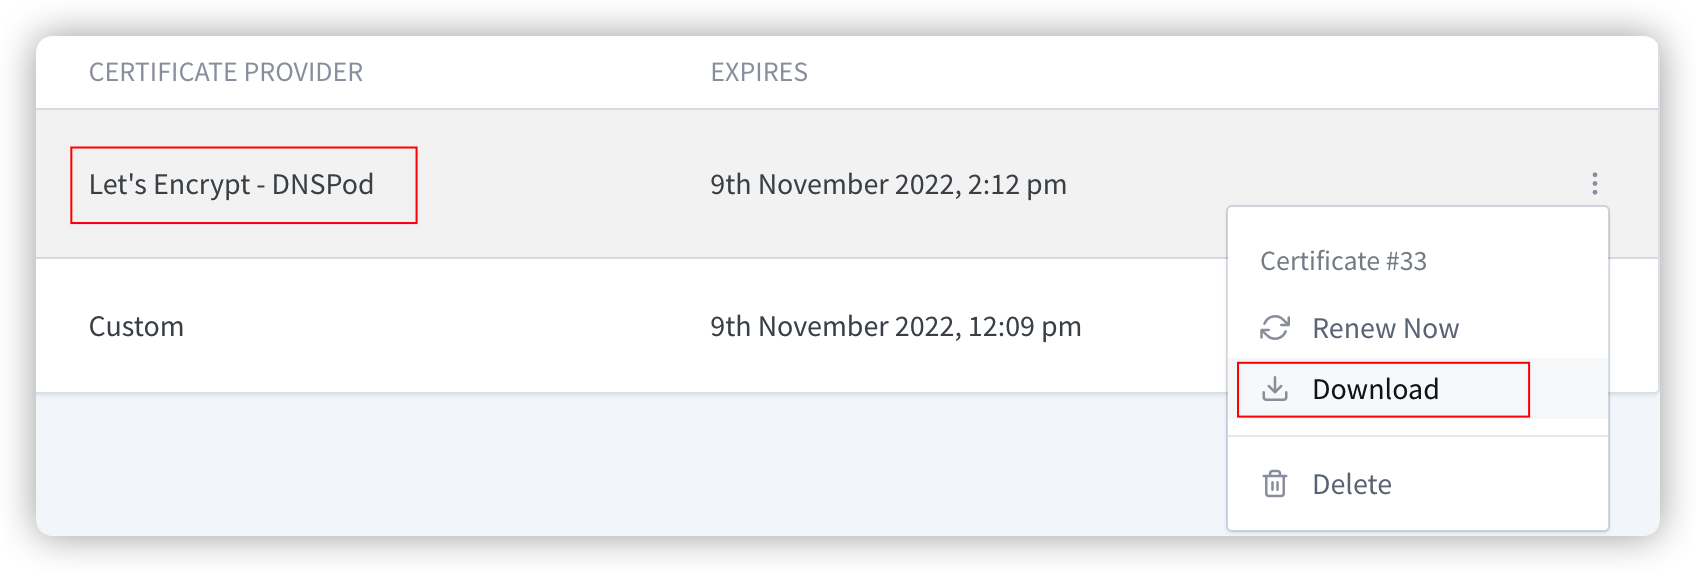 CERTIFICATE PROVIDER EXPIRES
Let's Encrypt - DNSPod 9th November 2022, 2:12 pm
Certificate #33
Custom 9th November 2022, 12:09 pm
Renew Now
Download
Delete